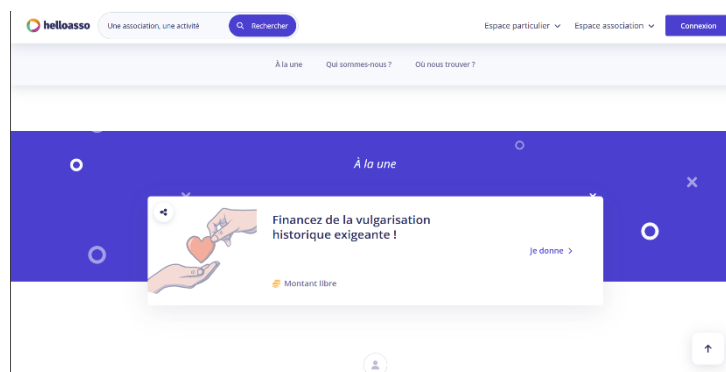 helloasso
Une association, une activité
Rechercher
Espace particulier
Espace association
Connexion
À la une
Qui sommes-nous ?
Où nous trouver ?
À la une
Financez de la vulgarisation
historique exigeante !
Je donne
Montant libre